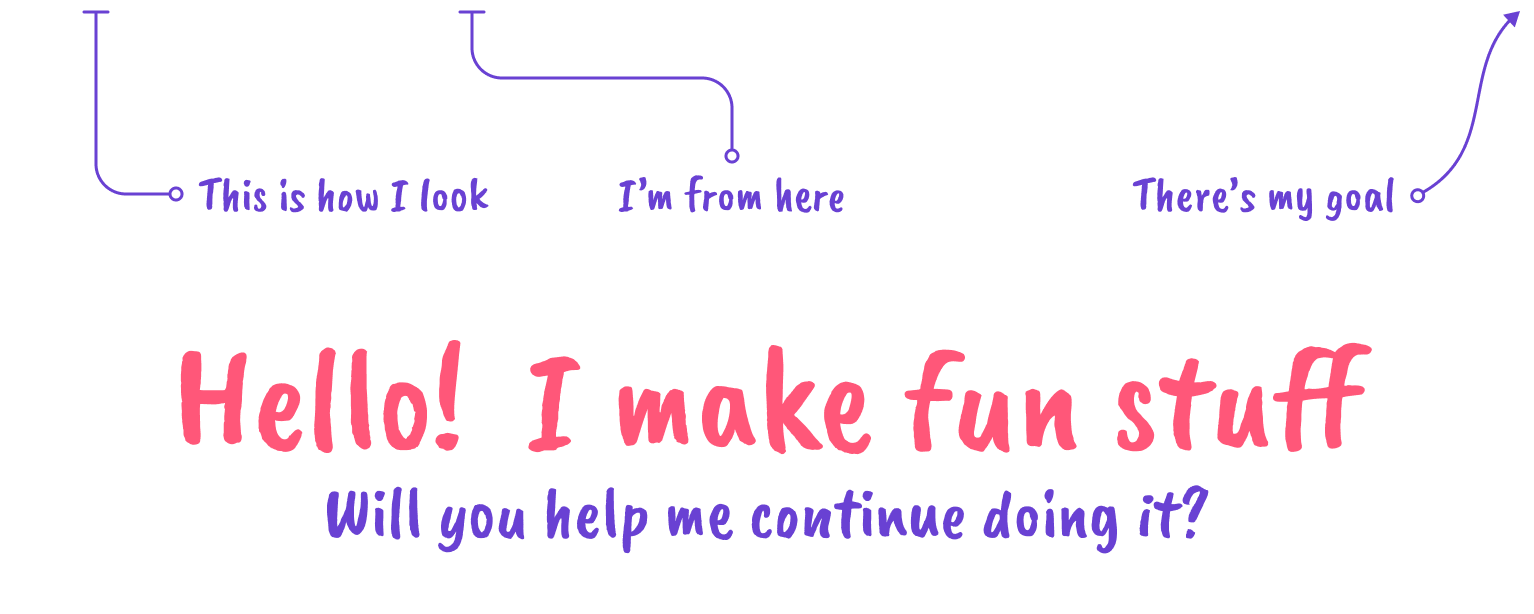 This is how I look
I'm from here
There's my goal
Hello! I make fun stuff
Will you help me continue doing it?